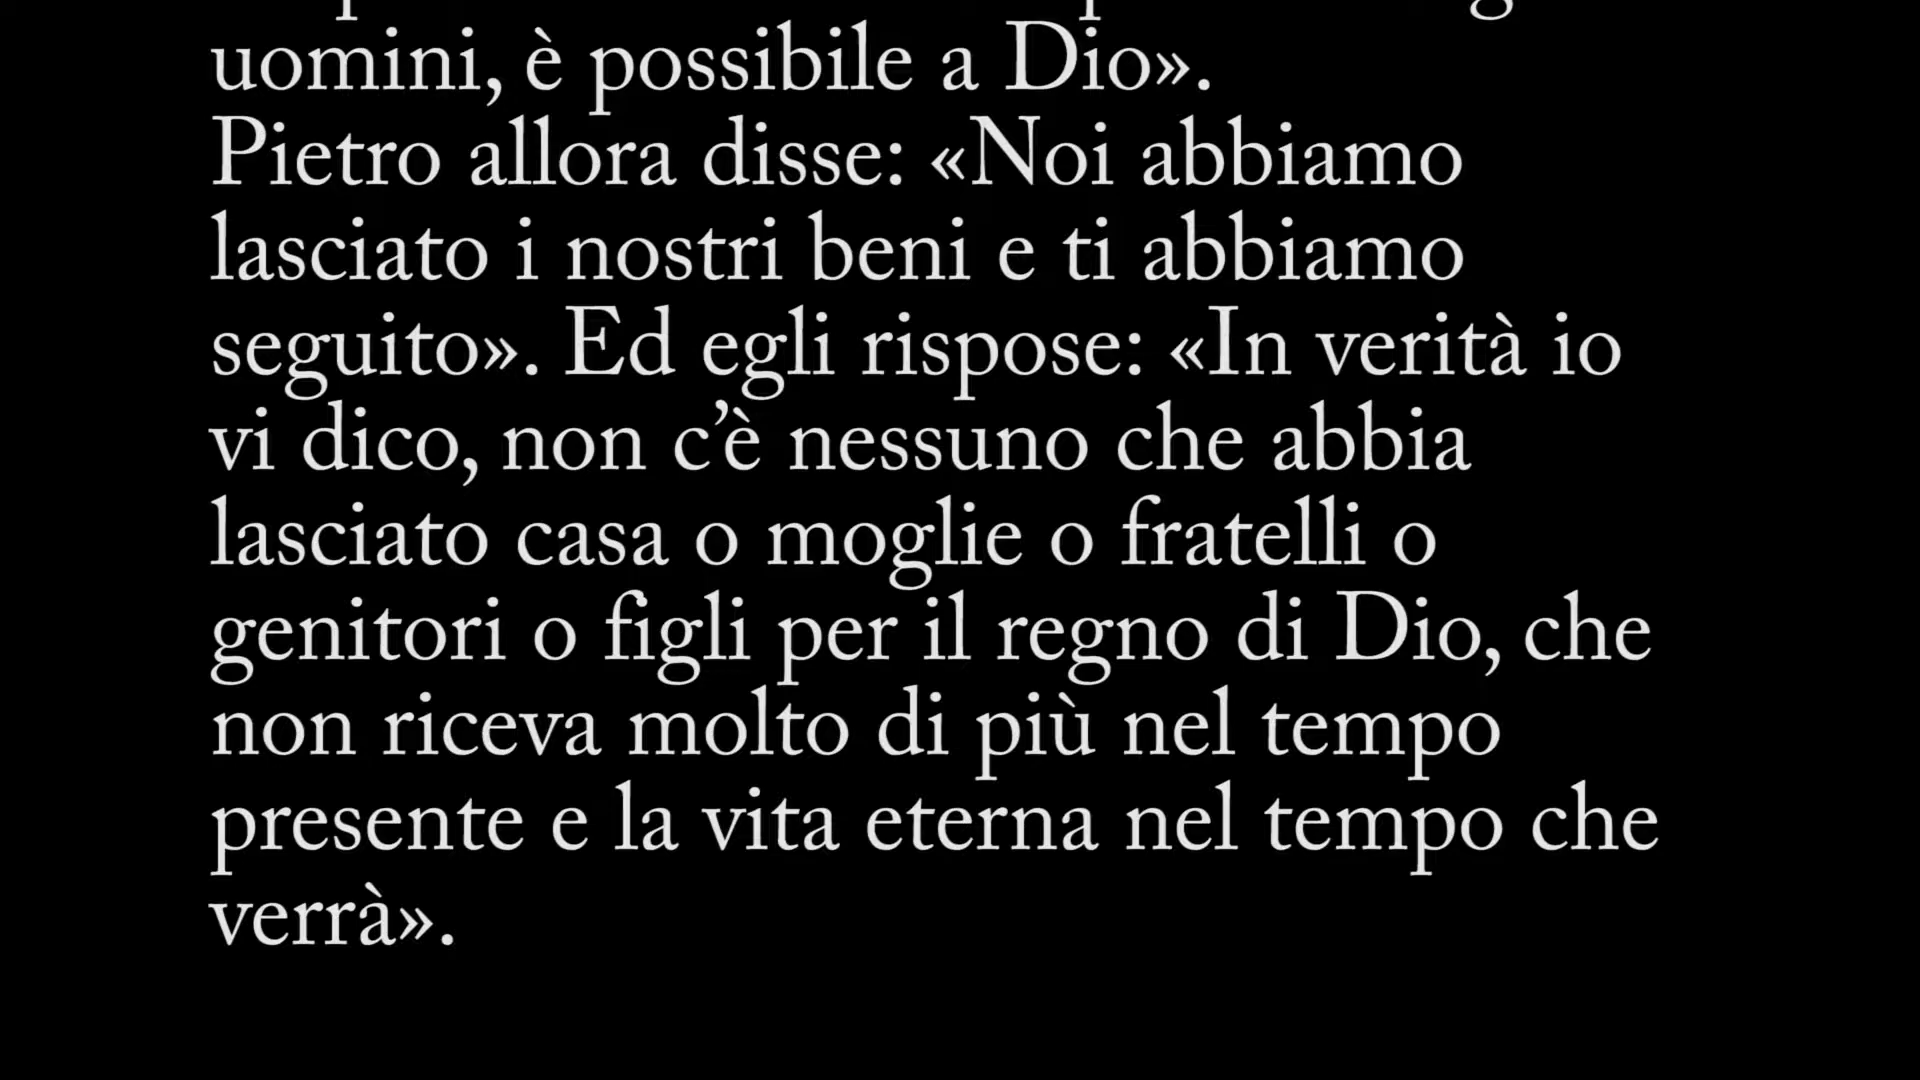 uomini, è possibile a Dio».
Pietro allora disse: «Noi abbiamo
lasciato i nostri beni e ti abbiamo
seguito». Ed egli rispose: «In verità io
vi dico, non c’è nessuno che abbia
lasciato casa o moglie o fratelli o
genitori o figli per il regno di Dio, che
non riceva molto di più nel tempo
presente e la vita eterna nel tempo che
verrà».